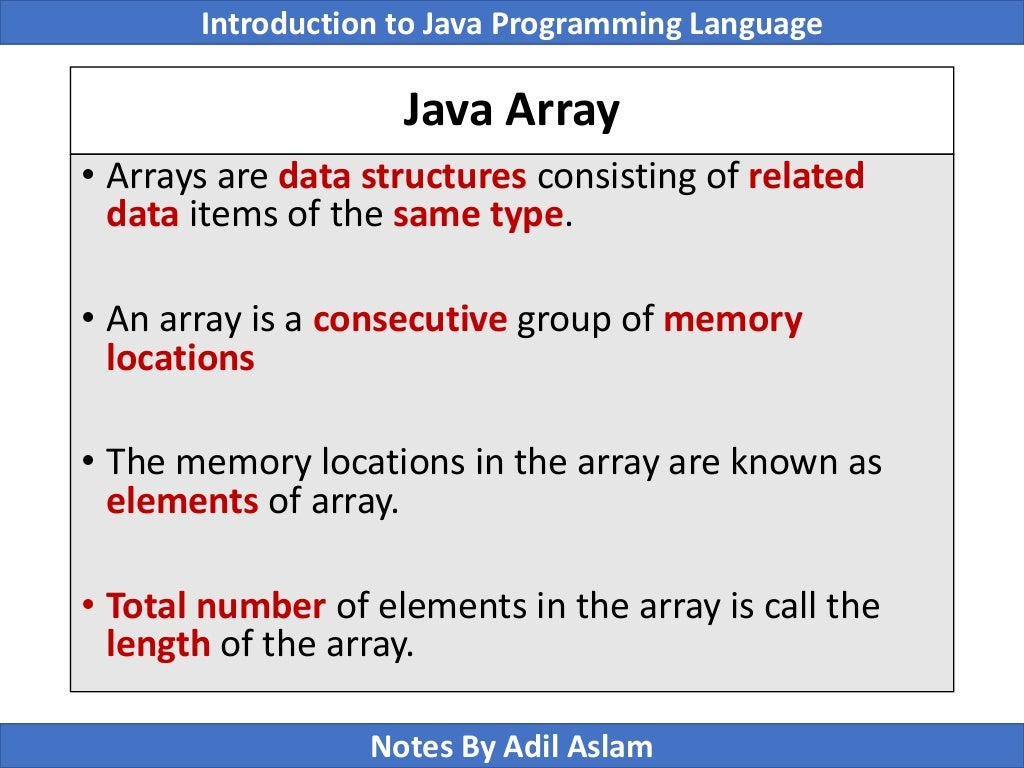 Introduction to Java Programming Language
Java Array
• Arrays are data structures consisting of related
data items of the same type.
• An array is a consecutive group of memory
locations
• The memory locations in the array are known as
elements of array.
• Total number of elements in the array is call the
length of the array.
Notes By Adil Aslam